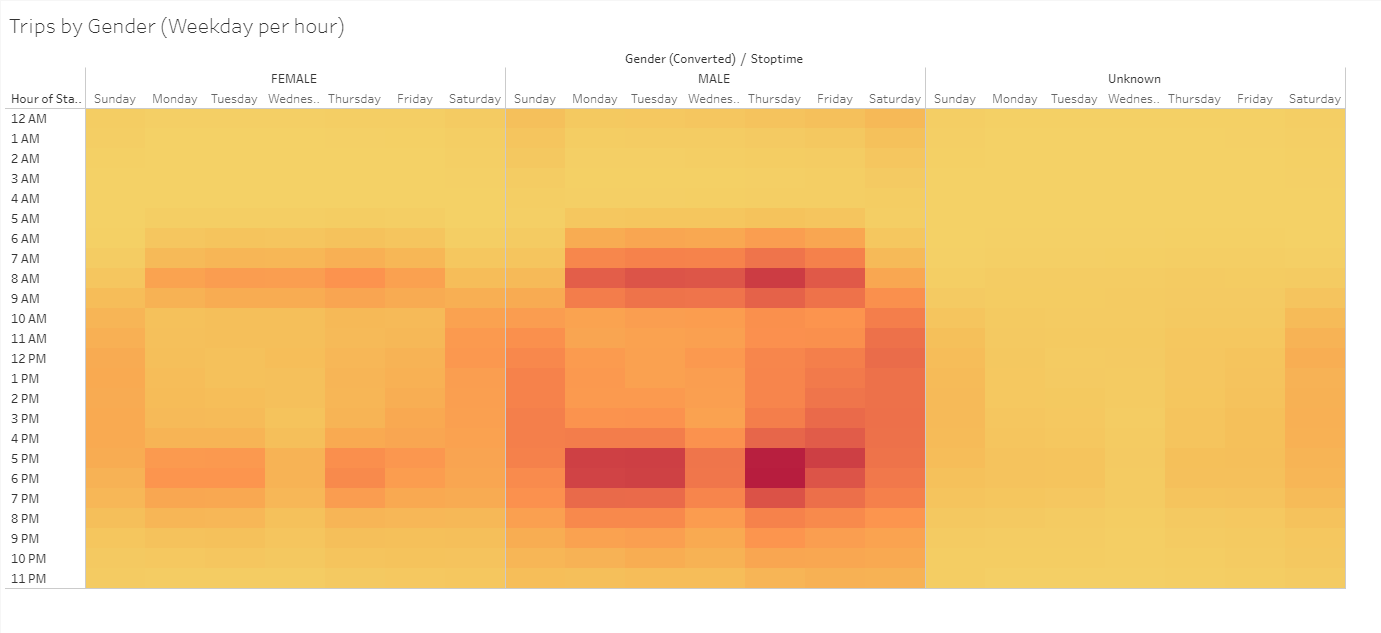 Trips by Gender (Weekday per hour)
Gender (Converted) / Stoptime
FEMALE MALE Unknown
Hour of Sta.. Sunday Monday Tuesday Wednes.. Thursday Friday Saturday Sunday Monday Tuesday Wednes.. Thursday Friday Saturday Sunday Monday Tuesday Wednes.. Thursday Friday Saturday
12 AM
1 AM
2 AM
3 AM
4 AM
5 AM
6 AM
7 AM
8 AM
9 AM
10 AM
11 AM
12 PM
1 PM
2 PM
3 PM
4 PM
5 PM
6 PM
7 PM
8 PM
9 PM
10 PM
11 PM